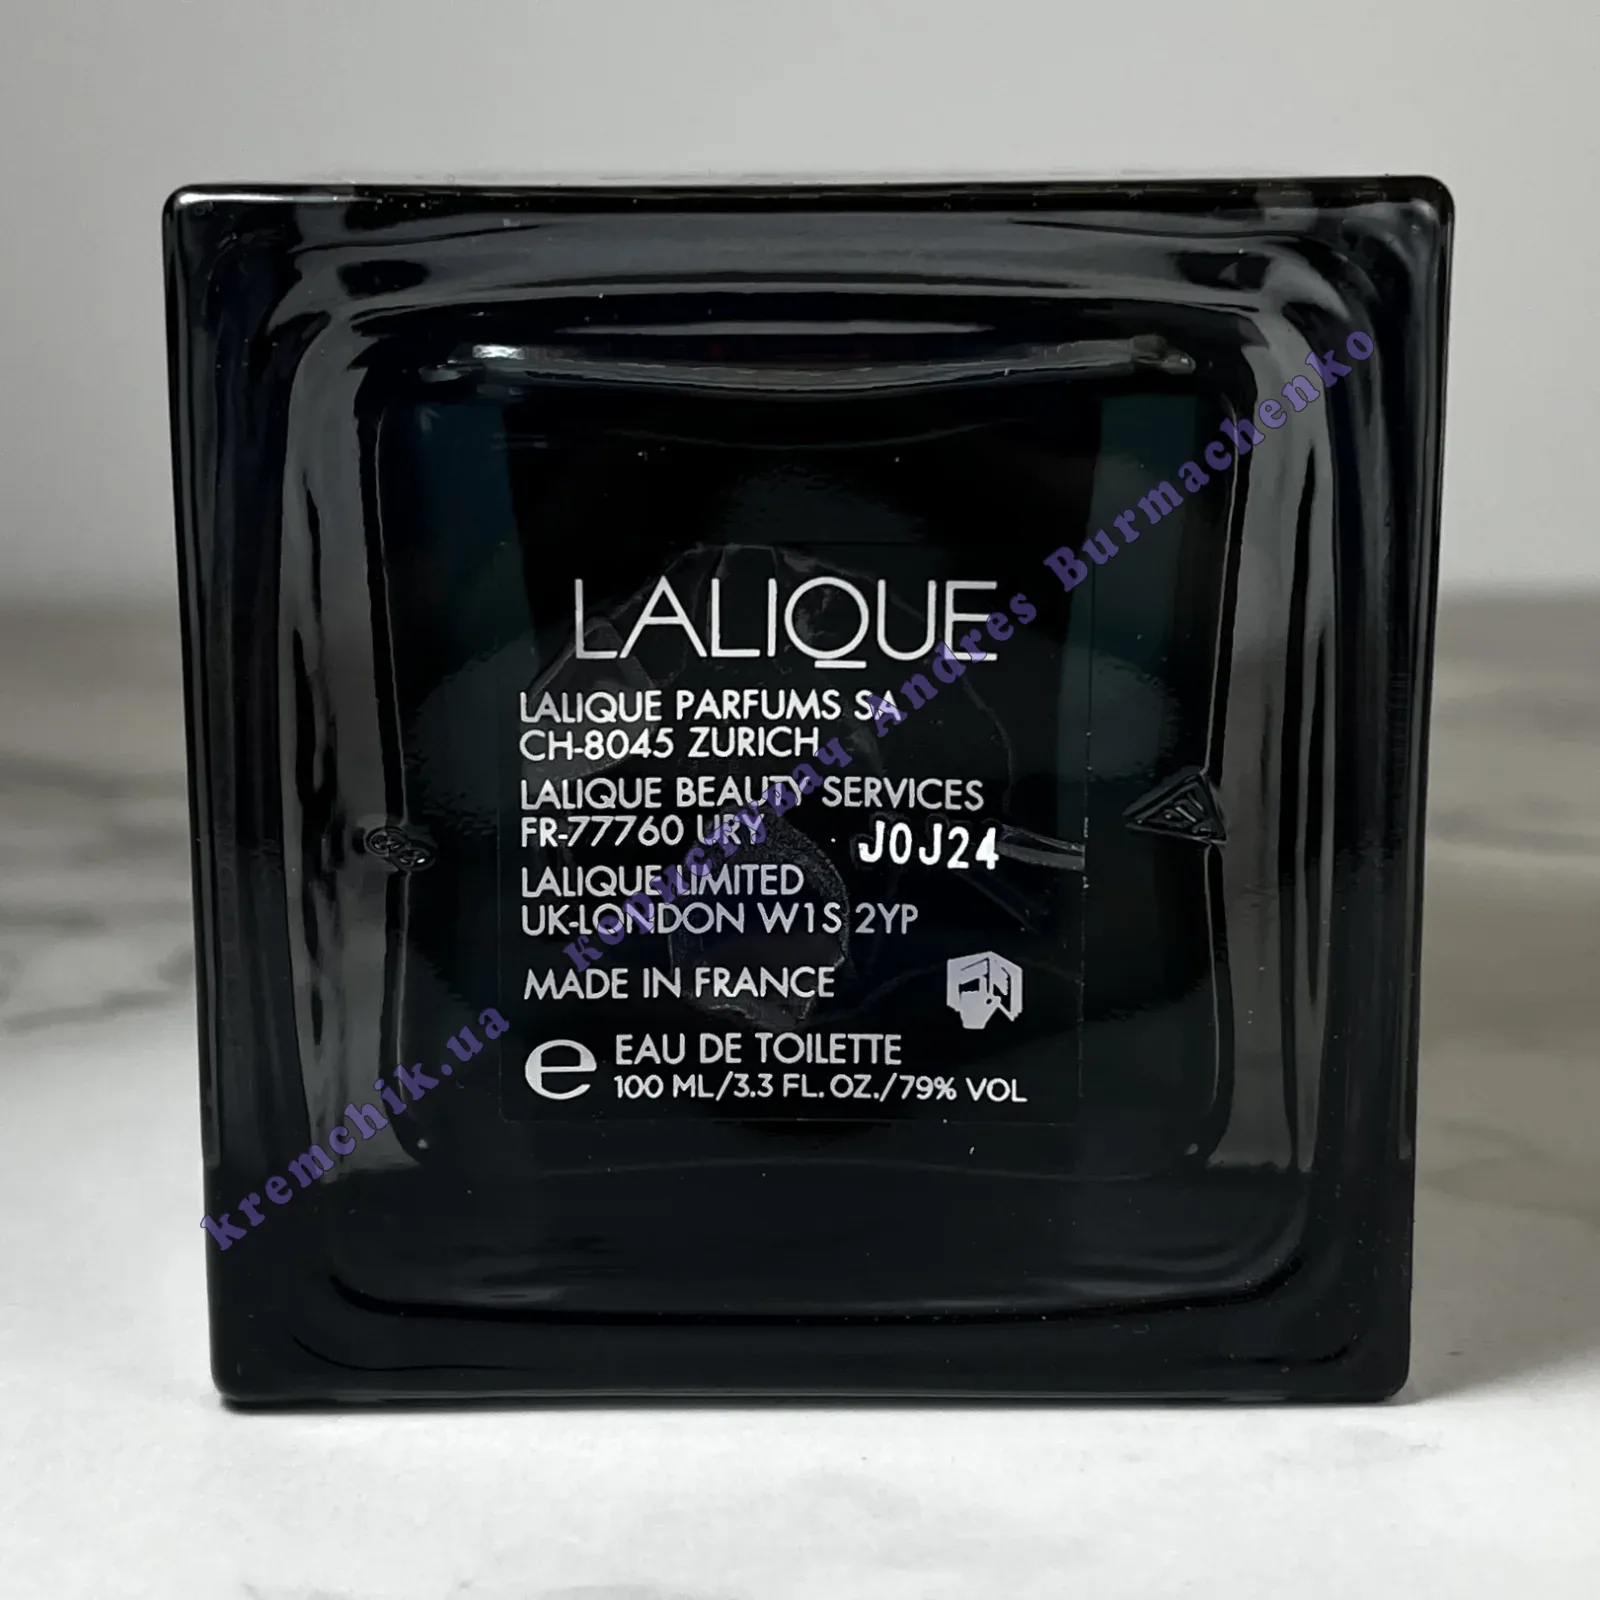 LALIQUE
LALIQUE PARFUMS SA
CH-8045 ZURICH
LALIQUE BEAUTY SERVICES
FR-77760 URY
J0J24
LALIQUE LIMITED
UK-LONDON W1S 2YP
MADE IN FRANCE
e EAU DE TOILETTE
100 ML/3.3 FL. OZ./79% VOL
kremchik.ua користувач Andres Burmachenko